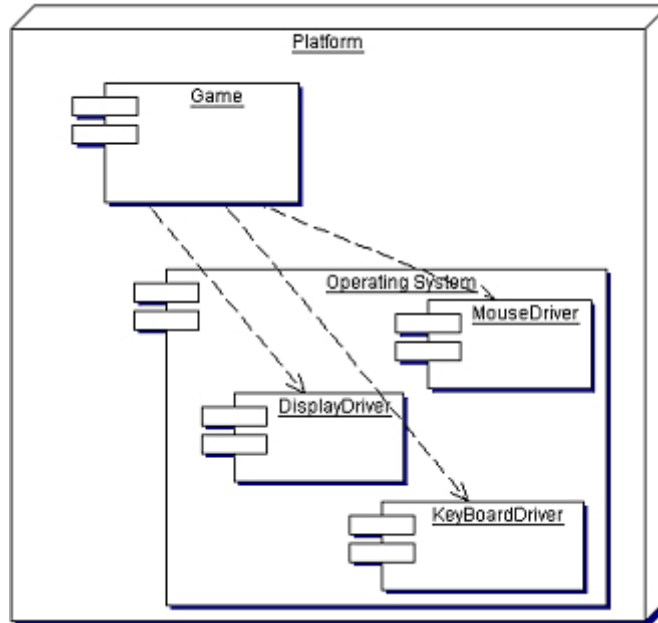 Platform
Game
Operating System
MouseDriver
DisplayDriver
KeyBoardDriver